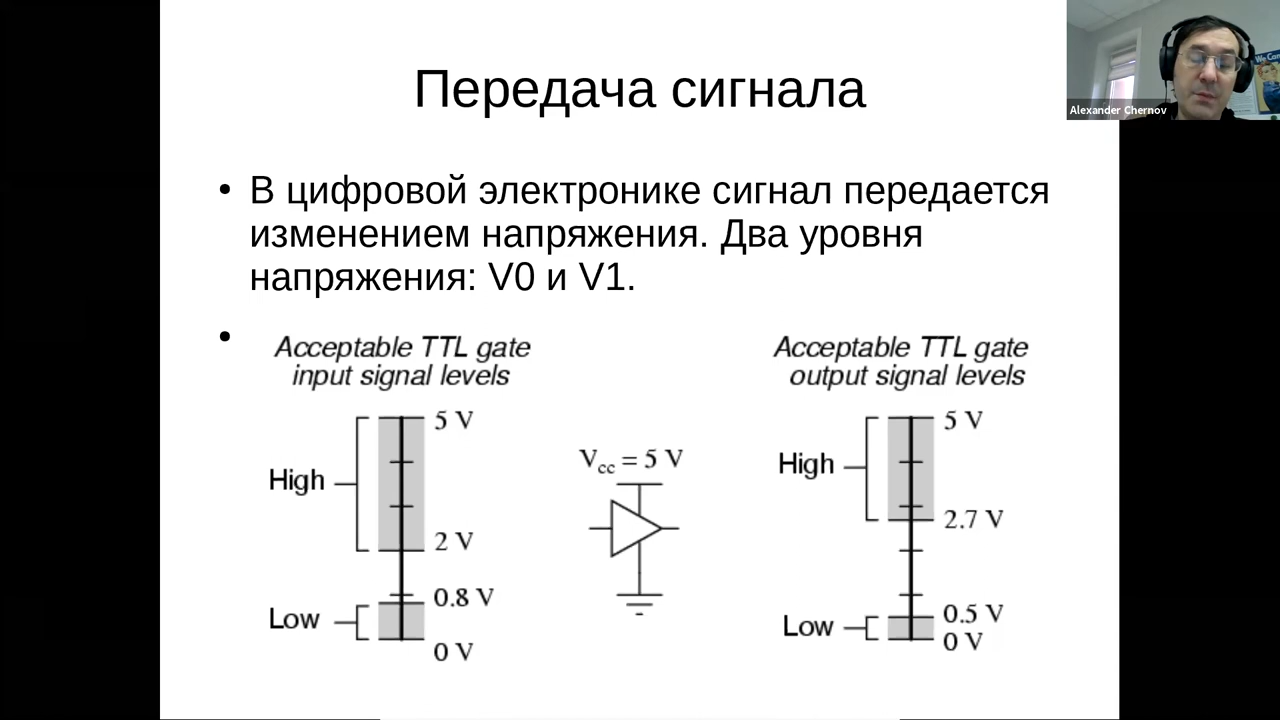 Передача сигнала
We Can
Alexander Chernov
• В цифровой электронике сигнал передается
изменением напряжения. Два уровня
напряжения: V0 и V1.
•
Acceptable TTL gate
input signal levels
5 V
High
2 V
0.8 V
Low
0 V
Vcc = 5 V
Acceptable TTL gate
output signal levels
5 V
High
2.7 V
0.5 V
Low
0 V